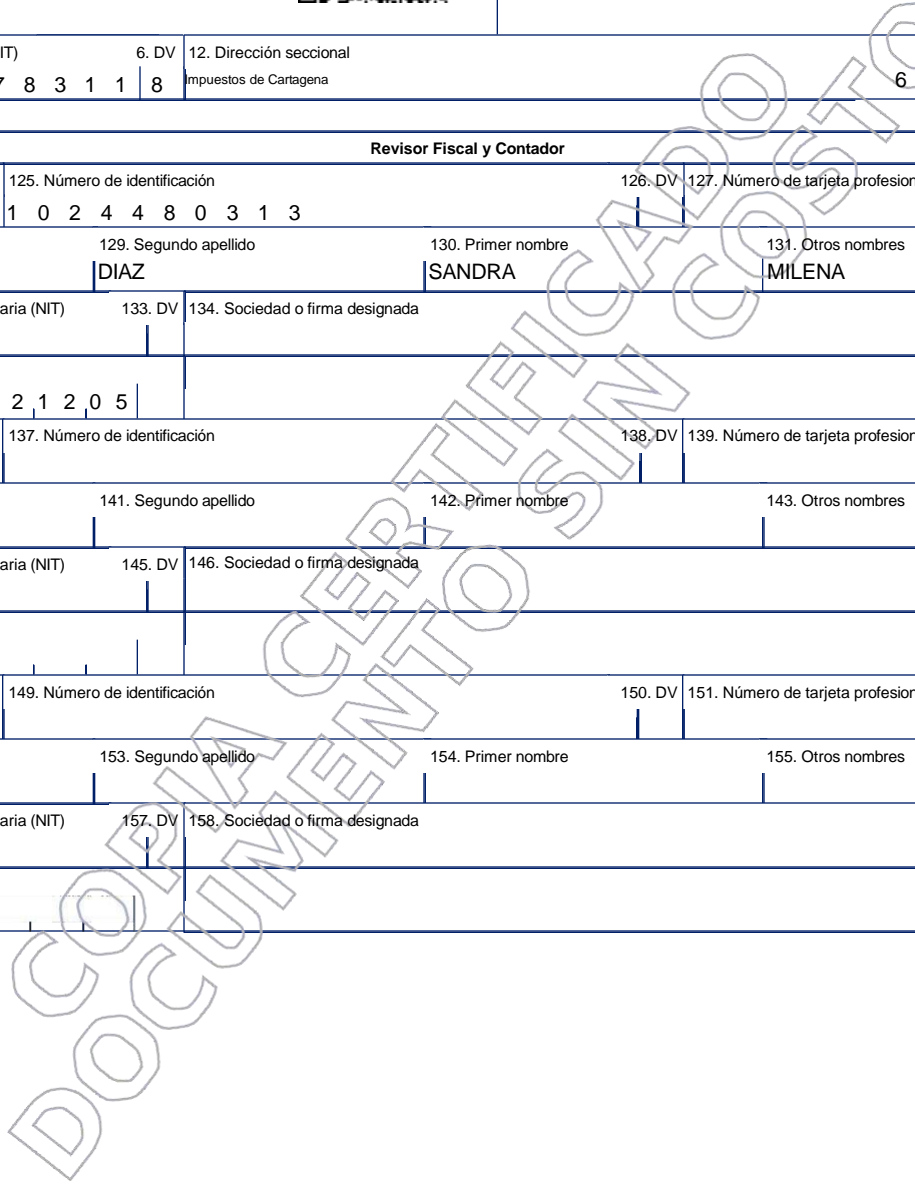 IT) 6. DV 12. Dirección seccional
7 8 3 1 1 8 Impuestos de Cartagena 6
Revisor Fiscal y Contador
125. Número de identificación 126. DV 127. Número de tarjeta profesion
1 0 2 4 4 8 0 3 1 3
129. Segundo apellido 130. Primer nombre 131. Otros nombres
DIAZ SANDRA MILENA
aria (NIT) 133. DV 134. Sociedad o firma designada
2 1 2 0 5
137. Número de identificación 138. DV 139. Número de tarjeta profesion
141. Segundo apellido 142. Primer nombre 143. Otros nombres
aria (NIT) 145. DV 146. Sociedad o firma designada
149. Número de identificación 150. DV 151. Número de tarjeta profesion
153. Segundo apellido 154. Primer nombre 155. Otros nombres
aria (NIT) 157. DV 158. Sociedad o firma designada
COPIA CERTIFICADO
DOCUMENTO SIN COSTO